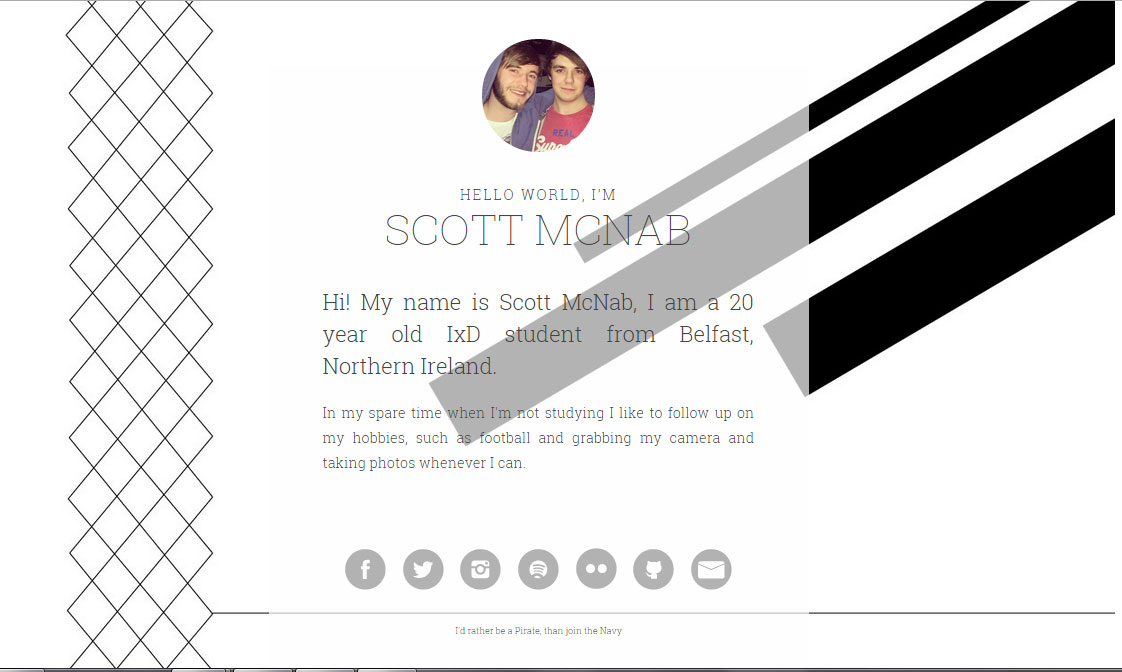 REAL
HELLO WORLD, I'M
SCOTT MCNAB
Hi! My name is Scott McNab, I am a 20
year old IxD student from Belfast,
Northern Ireland.
In my spare time when I'm not studying I like to follow up on
my hobbies, such as football and grabbing my camera and
taking photos whenever I can.
I'd rather be a Pirate, than join the Navy